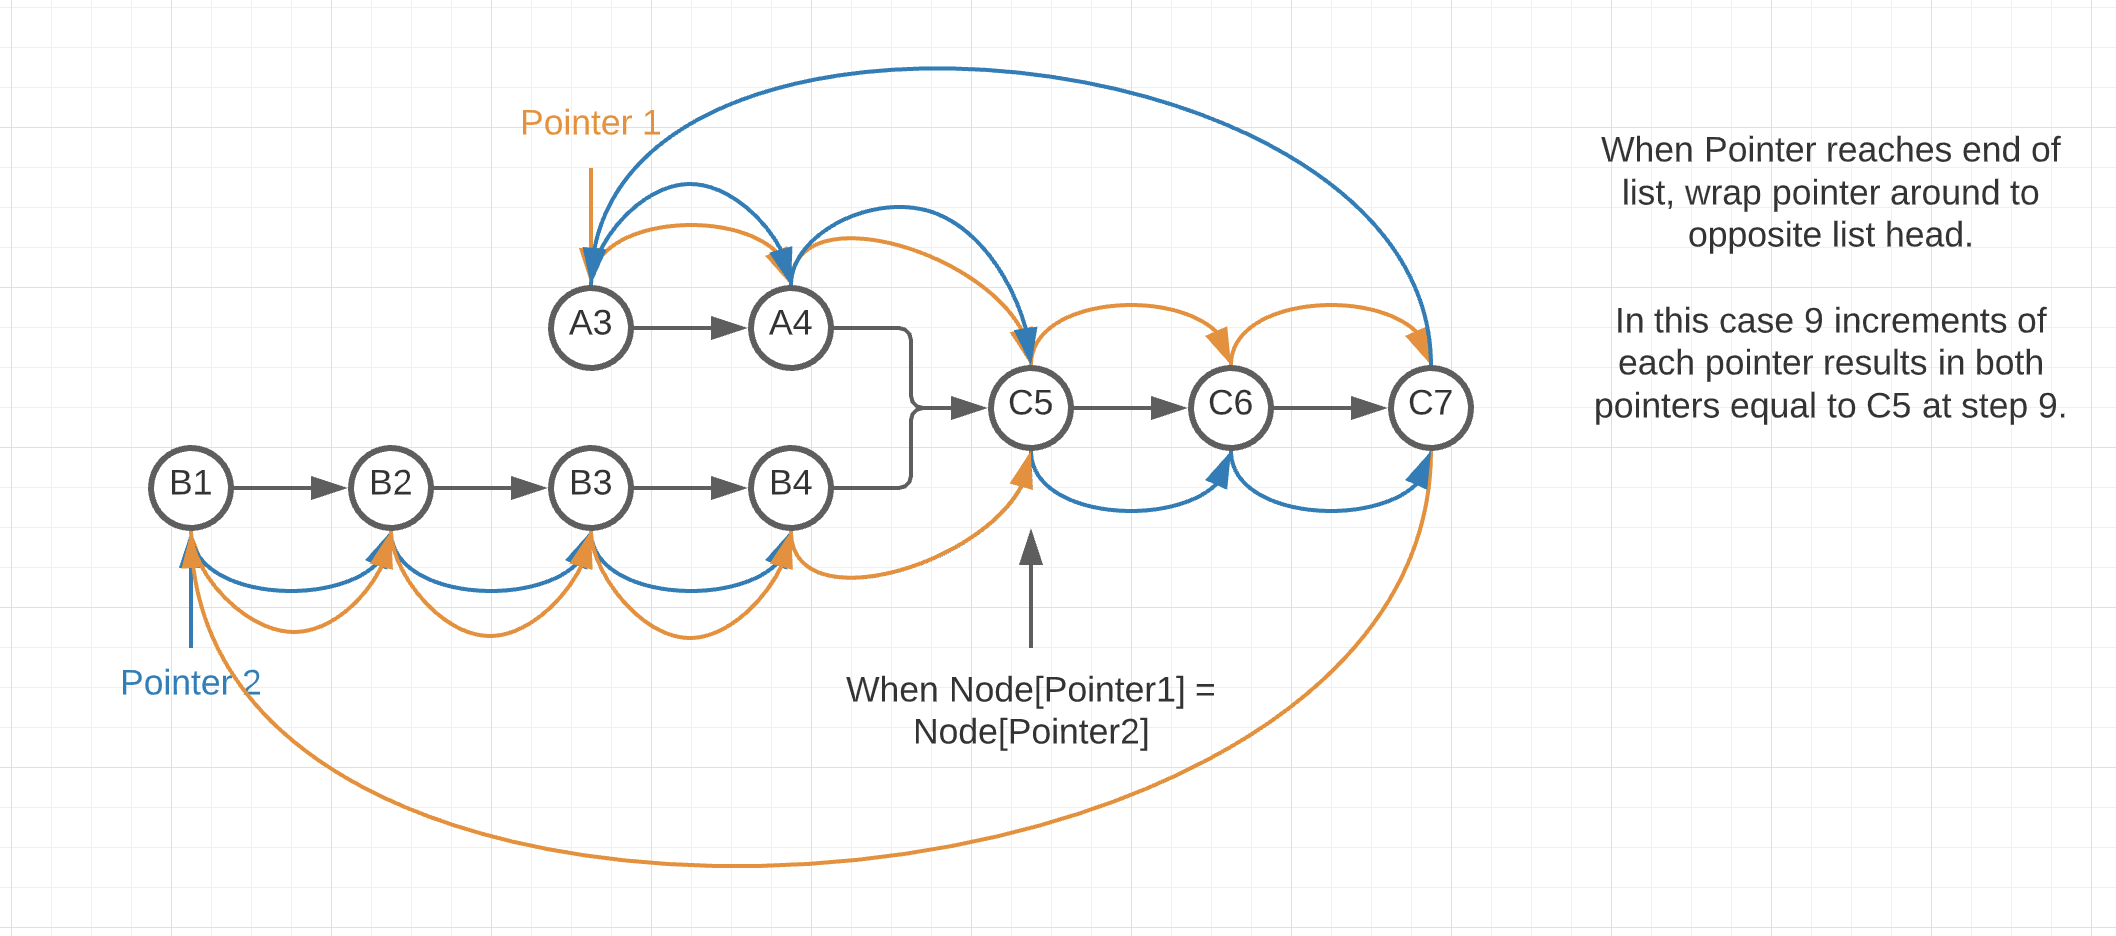 Pointer 1
When Pointer reaches end of
list, wrap pointer around to
opposite list head.
In this case 9 increments of
each pointer results in both
pointers equal to C5 at step 9.
A3
A4
C5
C6
C7
B1
B2
B3
B4
Pointer 2
When Node[Pointer1] =
Node[Pointer2]